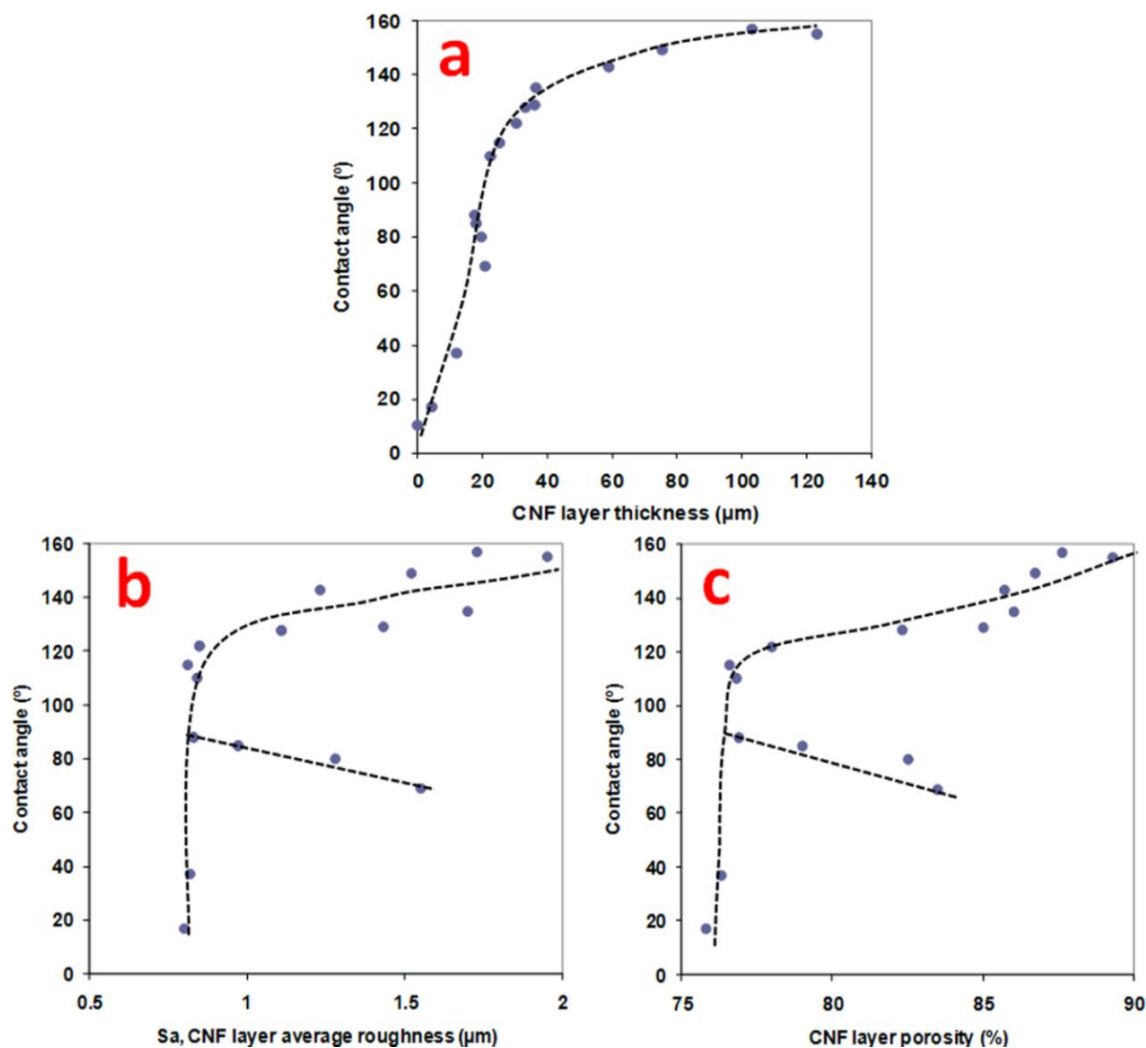 a
160
140
120
100
80
60
40
20
0
Contact angle (°)
0 20 40 60 80 100 120 140
CNF layer thickness (μm)
b
160
140
120
100
80
60
40
20
0
Contact angle (°)
0.5 1 1.5 2
Sa, CNF layer average roughness (μm)
c
160
140
120
100
80
60
40
20
0
Contact angle (°)
75 80 85 90
CNF layer porosity (%)